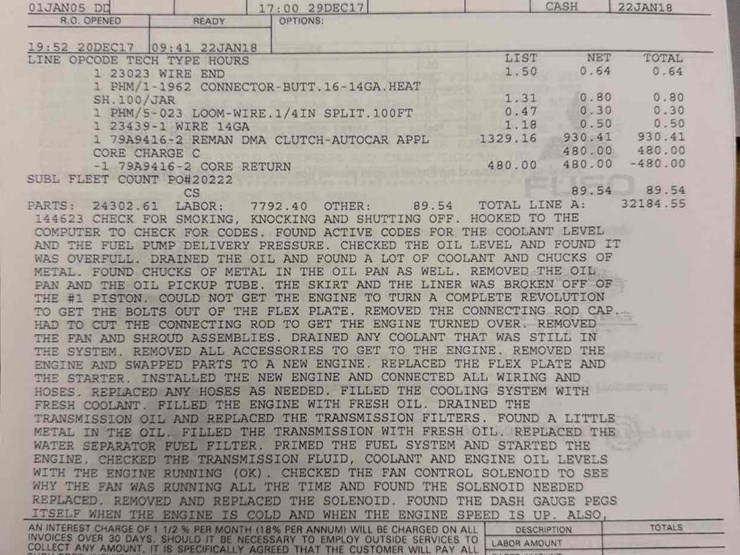 01JAN05 DD 17:00 29DEC17 CASH 22JAN18
R.O. OPENED READY OPTIONS:
19:52 20DEC17 09:41 22JAN18
LINE OPCODE TECH TYPE HOURS LIST NET TOTAL
1 23023 WIRE END 1.50 0.64 0.64
1 PHM/1-1962 CONNECTOR-BUTT.16-14GA.HEAT
SH.100/JAR 1.31 0.80 0.80
1 PHM/5-023 LOOM-WIRE.1/4IN SPLIT.100FT 0.47 0.30 0.30
1 23439-1 WIRE 14GA 1.18 0.50 0.50
1 79A9416-2 REMAN DMA CLUTCH-AUTOCAR APPL 1329.16 930.41 930.41
CORE CHARGE C 480.00 480.00
-1 79A9416-2 CORE RETURN 480.00 480.00 -480.00
SUBL FLEET COUNT PO#20222
CS 89.54 89.54
PARTS: 24302.61 LABOR: 7792.40 OTHER: 89.54 TOTAL LINE A: 32184.55
144623 CHECK FOR SMOKING, KNOCKING AND SHUTTING OFF. HOOKED TO THE
COMPUTER TO CHECK FOR CODES. FOUND ACTIVE CODES FOR THE COOLANT LEVEL
AND THE FUEL PUMP DELIVERY PRESSURE. CHECKED THE OIL LEVEL AND FOUND IT
WAS OVERFULL. DRAINED THE OIL AND FOUND A LOT OF COOLANT AND CHUCKS OF
METAL. FOUND CHUCKS OF METAL IN THE OIL PAN AS WELL. REMOVED THE OIL
PAN AND THE OIL PICKUP TUBE. THE SKIRT AND THE LINER WAS BROKEN OFF OF
THE #1 PISTON. COULD NOT GET THE ENGINE TO TURN A COMPLETE REVOLUTION
TO GET THE BOLTS OUT OF THE FLEX PLATE. REMOVED THE CONNECTING ROD CAP.
HAD TO CUT THE CONNECTING ROD TO GET THE ENGINE TURNED OVER. REMOVED
THE FAN AND SHROUD ASSEMBLIES. DRAINED ANY COOLANT THAT WAS STILL IN
THE SYSTEM. REMOVED ALL ACCESSORIES TO GET TO THE ENGINE. REMOVED THE
ENGINE AND SWAPPED PARTS TO A NEW ENGINE. REPLACED THE FLEX PLATE AND
THE STARTER. INSTALLED THE NEW ENGINE AND CONNECTED ALL WIRING AND
HOSES. REPLACED ANY HOSES AS NEEDED. FILLED THE COOLING SYSTEM WITH
FRESH COOLANT. FILLED THE ENGINE WITH FRESH OIL. DRAINED THE
TRANSMISSION OIL AND REPLACED THE TRANSMISSION FILTERS. FOUND A LITTLE
METAL IN THE OIL. FILLED THE TRANSMISSION WITH FRESH OIL. REPLACED THE
WATER SEPARATOR FUEL FILTER. PRIMED THE FUEL SYSTEM AND STARTED THE
ENGINE. CHECKED THE TRANSMISSION FLUID, COOLANT AND ENGINE OIL LEVELS
WITH THE ENGINE RUNNING (OK). CHECKED THE FAN CONTROL SOLENOID TO SEE
WHY THE FAN WAS RUNNING ALL THE TIME AND FOUND THE SOLENOID NEEDED
REPLACED. REMOVED AND REPLACED THE SOLENOID. FOUND THE DASH GAUGE PEGS
ITSELF WHEN THE ENGINE IS COLD AND WHEN THE ENGINE SPEED IS UP. ALSO,
AN INTEREST CHARGE OF 1 1/2 % PER MONTH (18% PER ANNUM) WILL BE CHARGED ON ALL DESCRIPTION TOTALS
INVOICES OVER 30 DAYS. SHOULD IT BE NECESSARY TO EMPLOY OUTSIDE SERVICES TO LABOR AMOUNT
COLLECT ANY AMOUNT, IT IS SPECIFICALLY AGREED THAT THE CUSTOMER WILL PAY ALL